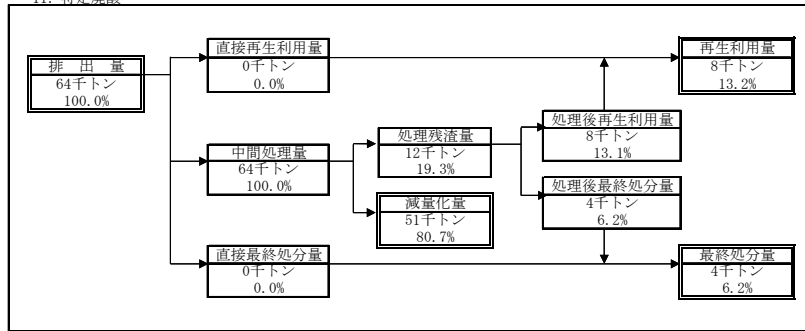 11. 特定廃酸
排出量
64千トン
100.0%
直接再生利用量
0千トン
0.0%
再生利用量
8千トン
13.2%
中間処理量
64千トン
100.0%
処理残渣量
12千トン
19.3%
処理後再生利用量
8千トン
13.1%
減量化量
51千トン
80.7%
処理後最終処分量
4千トン
6.2%
直接最終処分量
0千トン
0.0%
最終処分量
4千トン
6.2%